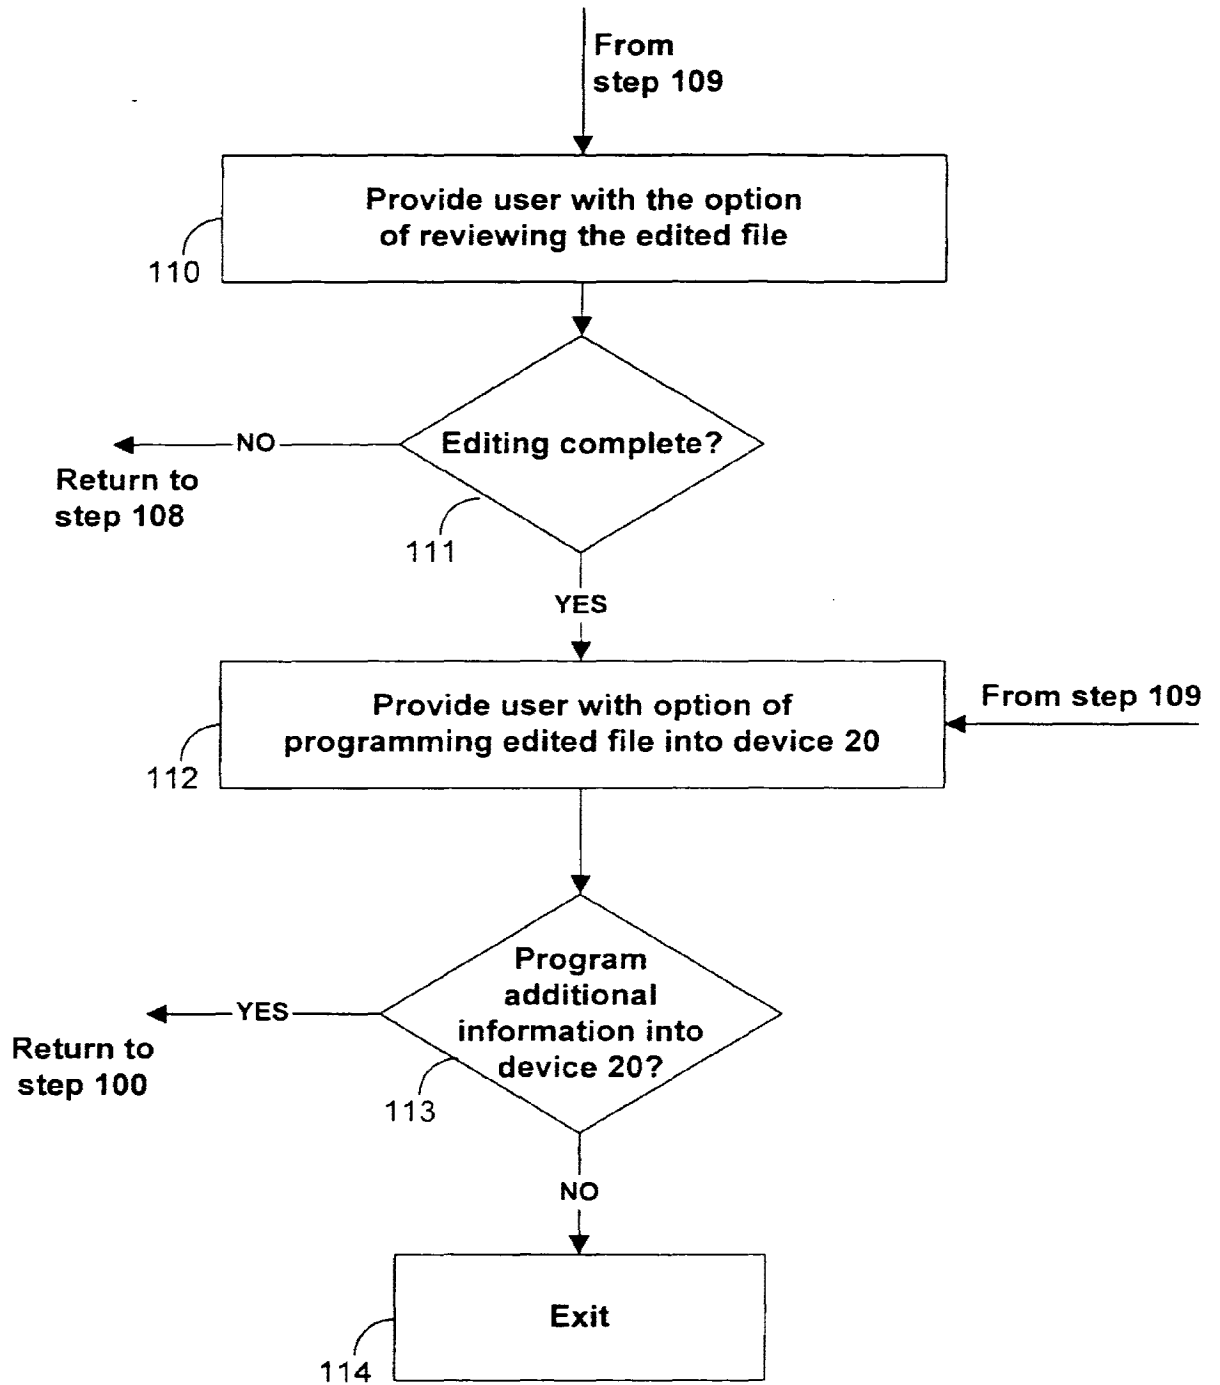 From
step 109
Provide user with the option
of reviewing the edited file
110
Editing complete?
NO
Return to
step 108
111
YES
Provide user with option of
programming edited file into device 20
From step 109
112
Program
additional
information into
device 20?
YES
Return to
step 100
113
NO
Exit
114